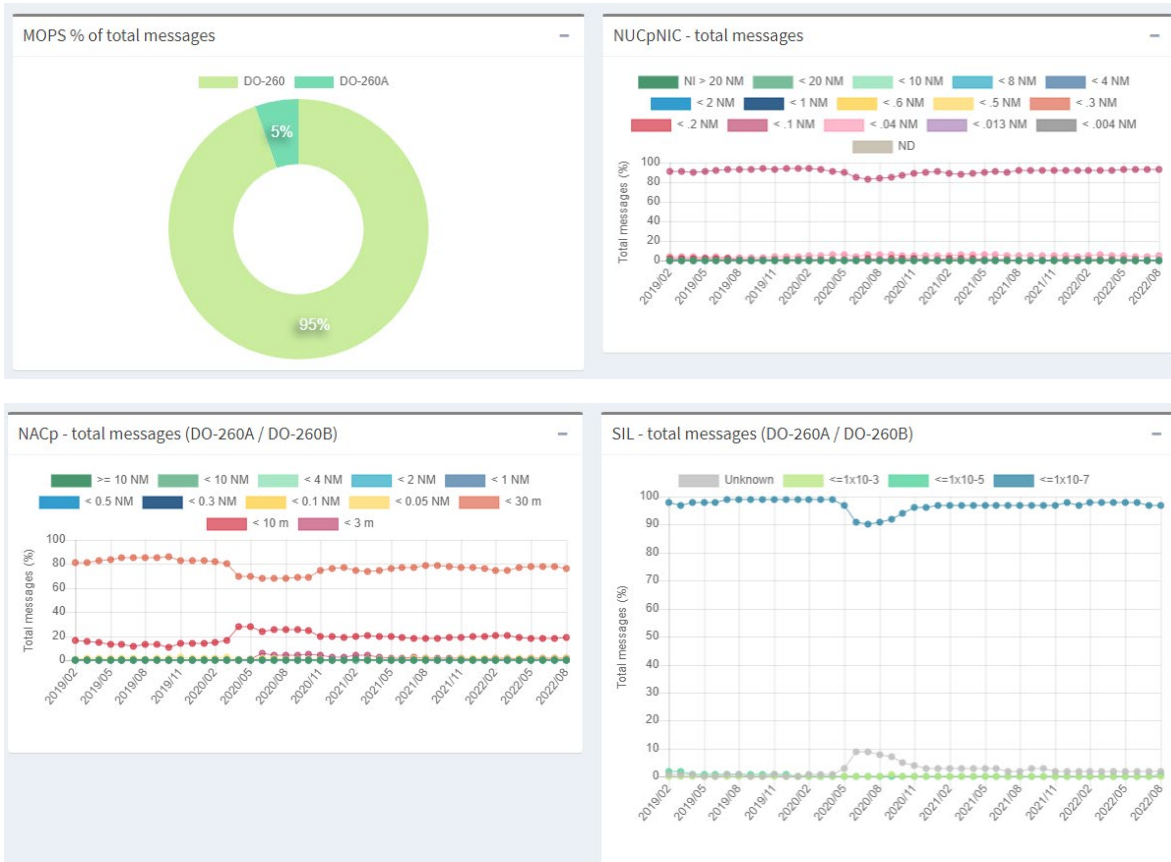 MOPS % of total messages
DO-260 DO-260A
5%
95%
NUCpNIC - total messages
NI > 20 NM < 20 NM < 10 NM < 8 NM < 4 NM
< 2 NM < 1 NM < .6 NM < .5 NM < .3 NM
< .2 NM < .1 NM < .04 NM < .013 NM < .004 NM
ND
Total messages (%)
100
80
60
40
20
0
2019/02 2019/05 2019/08 2019/11 2020/02 2020/05 2020/08 2020/11 2021/02 2021/05 2021/08 2021/11 2022/02 2022/05 2022/08
NACp - total messages (DO-260A / DO-260B)
>= 10 NM < 10 NM < 4 NM < 2 NM < 1 NM
< 0.5 NM < 0.3 NM < 0.1 NM < 0.05 NM < 30 m
< 10 m < 3 m
Total messages (%)
100
80
60
40
20
0
2019/02 2019/05 2019/08 2019/11 2020/02 2020/05 2020/08 2020/11 2021/02 2021/05 2021/08 2021/11 2022/02 2022/05 2022/08
SIL - total messages (DO-260A / DO-260B)
Unknown <=1x10-3 <=1x10-5 <=1x10-7
Total messages (%)
100
90
80
70
60
50
40
30
20
10
0
2019/02 2019/05 2019/08 2019/11 2020/02 2020/05 2020/08 2020/11 2021/02 2021/05 2021/08 2021/11 2022/02 2022/05 2022/08